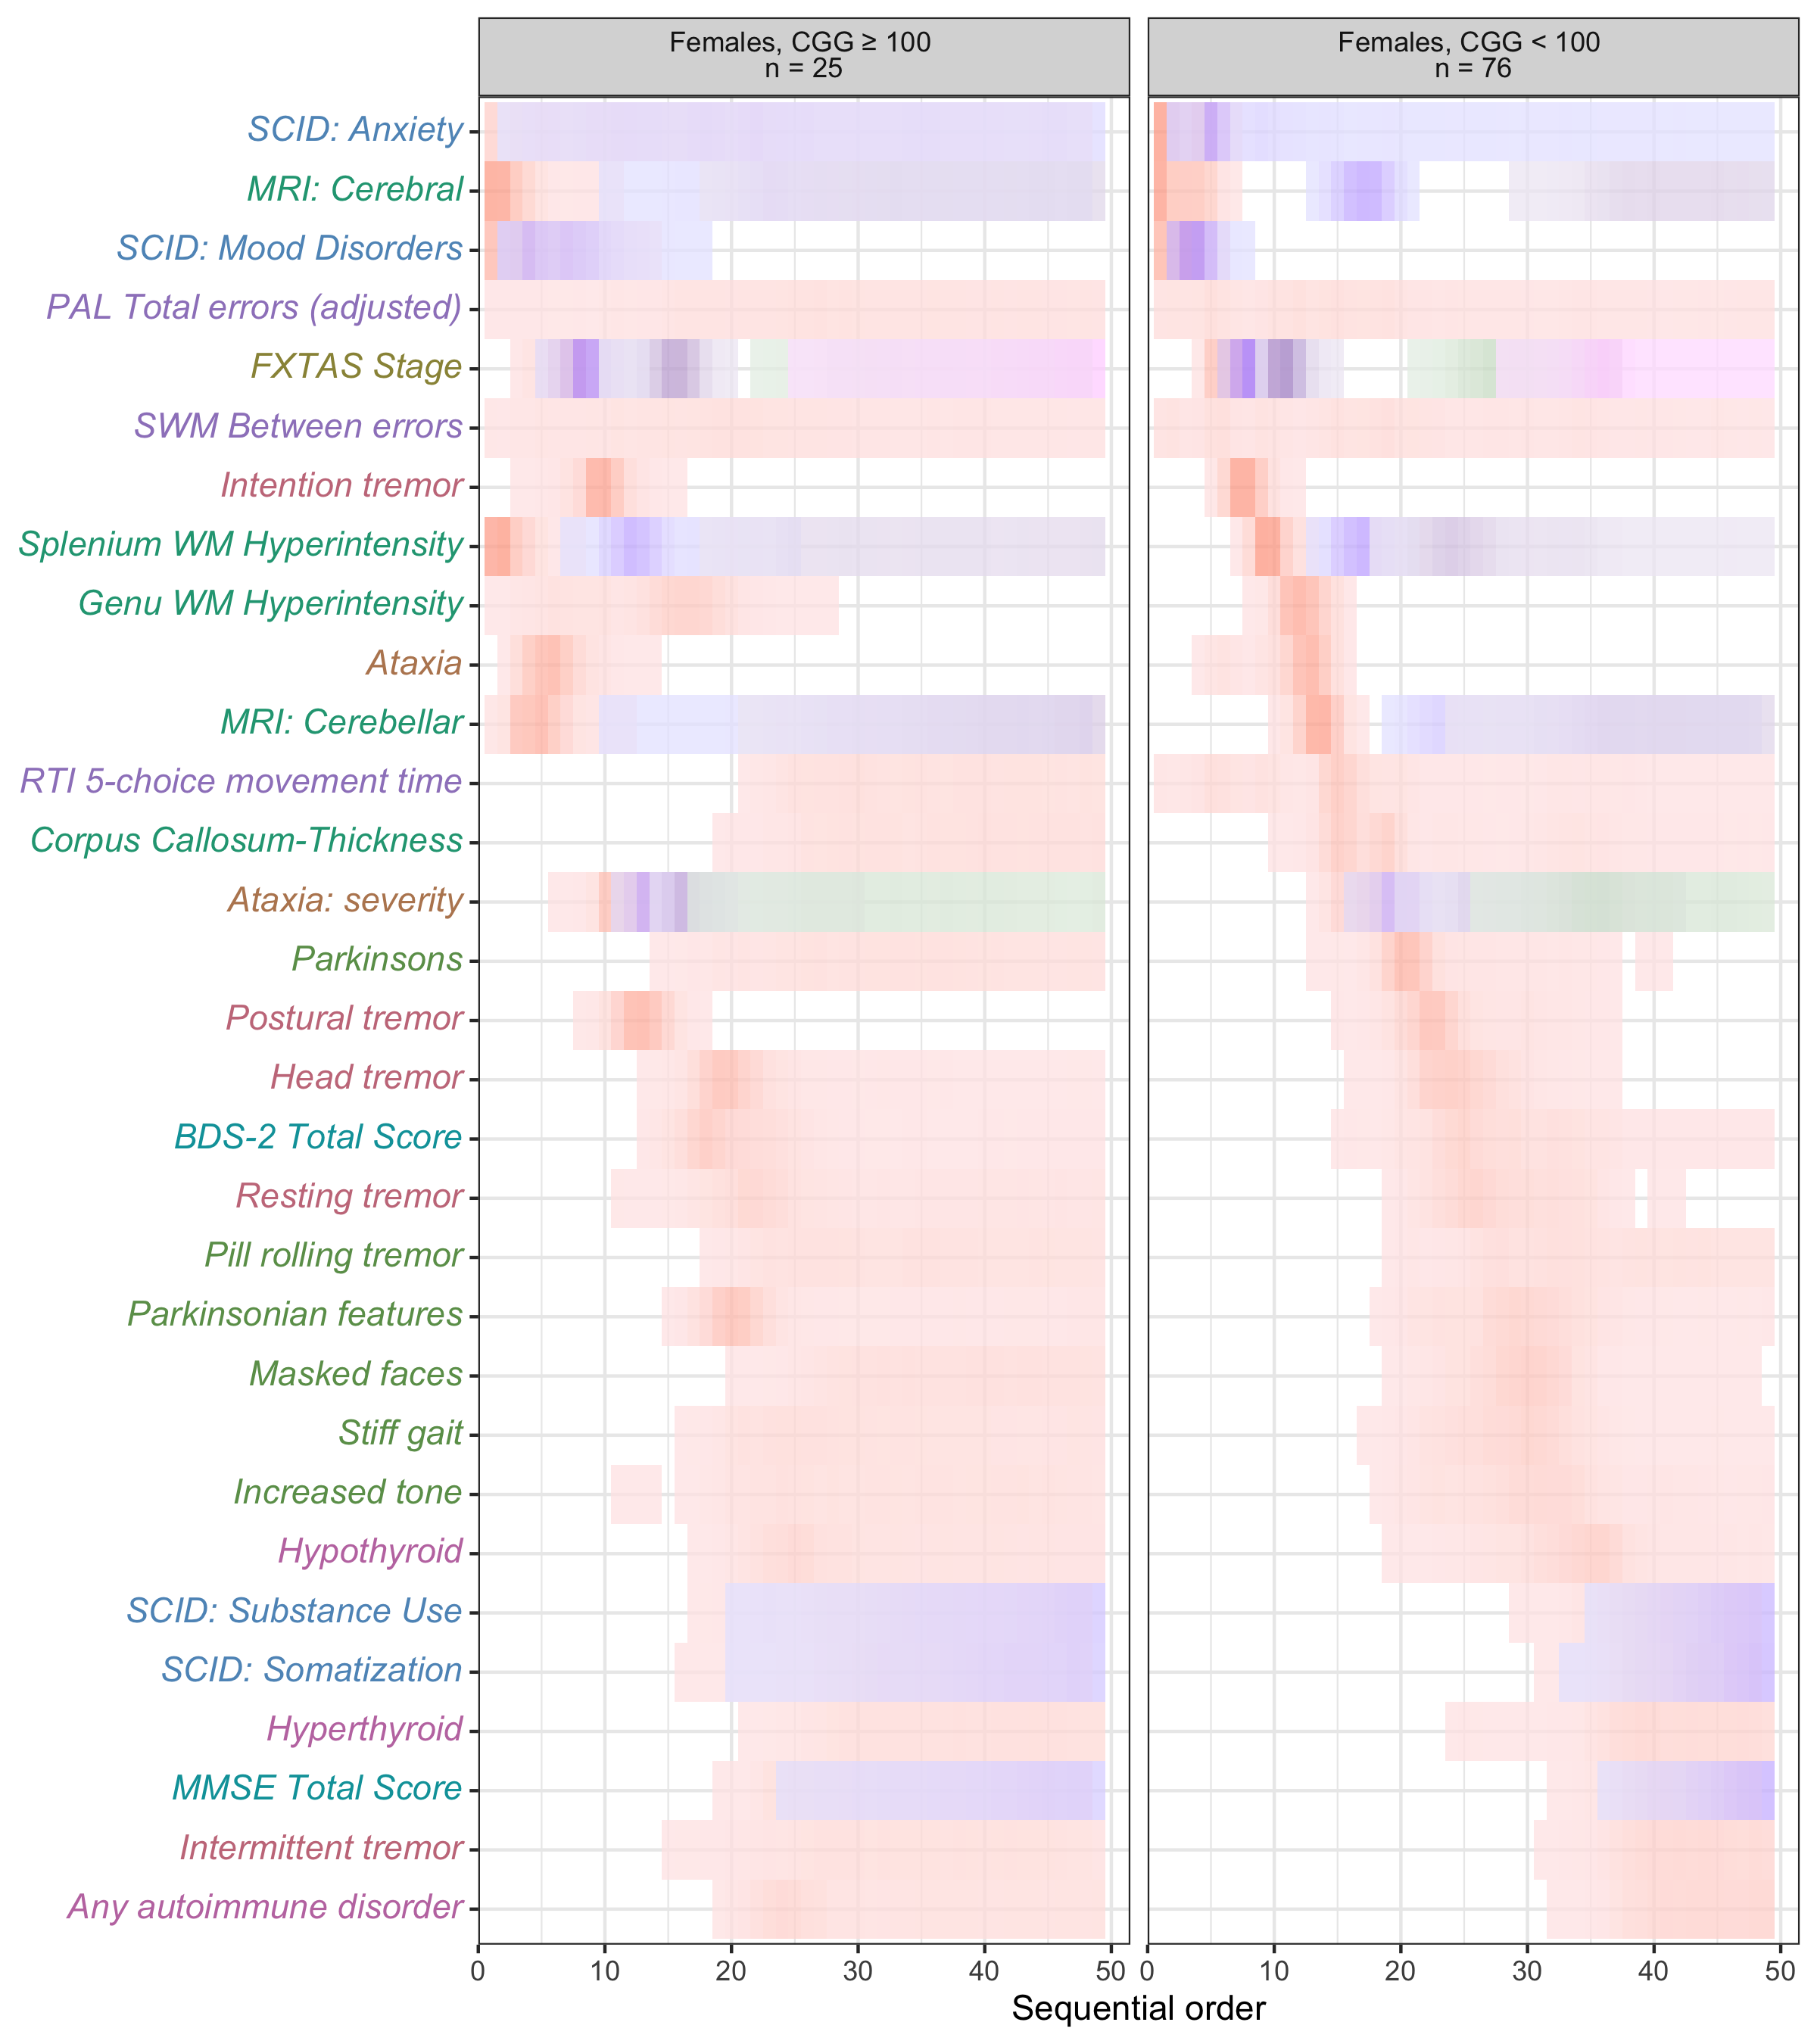 Females, CGG ≥ 100
n = 25
Females, CGG < 100
n = 76
SCID: Anxiety
MRI: Cerebral
SCID: Mood Disorders
PAL Total errors (adjusted)
FXTAS Stage
SWM Between errors
Intention tremor
Splenium WM Hyperintensity
Genu WM Hyperintensity
Ataxia
MRI: Cerebellar
RTI 5-choice movement time
Corpus Callosum-Thickness
Ataxia: severity
Parkinsons
Postural tremor
Head tremor
BDS-2 Total Score
Resting tremor
Pill rolling tremor
Parkinsonian features
Masked faces
Stiff gait
Increased tone
Hypothyroid
SCID: Substance Use
SCID: Somatization
Hyperthyroid
MMSE Total Score
Intermittent tremor
Any autoimmune disorder
0 10 20 30 40 50 0 10 20 30 40 50
Sequential order